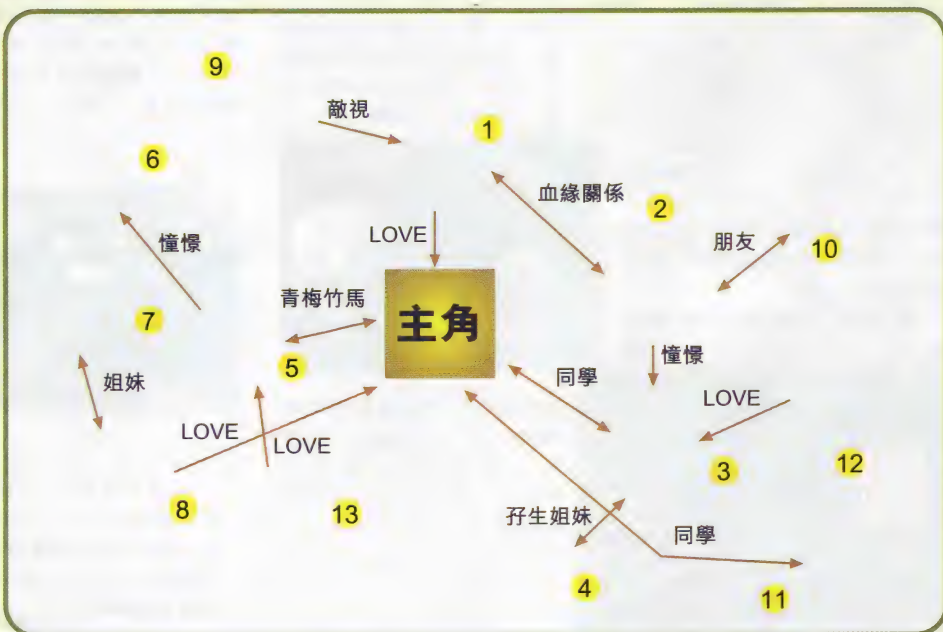 9
敵視
1
6
血緣關係
2
憧憬
LOVE
朋友
10
青梅竹馬
主角
7
5
姐妹
同學
憧憬
LOVE
LOVE
LOVE
3
12
8
13
孖生姐妹
同學
4
11